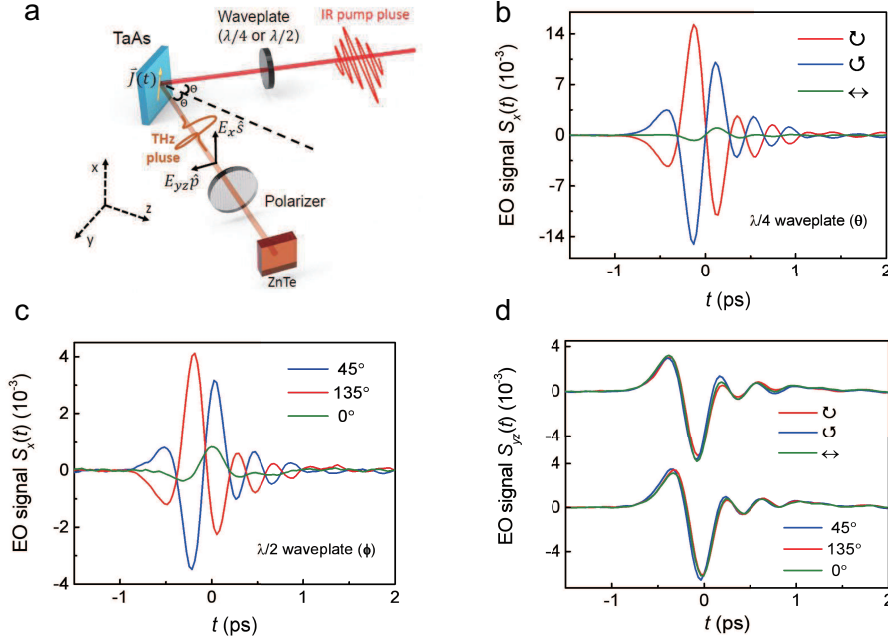 a
TaAs
Waveplate
(λ/4 or λ/2)
IR pump pluse
J⃗(t)
Θ
Θ
THz
pluse
E_x ŝ
E_yz p̂
Polarizer
ZnTe
x
y
z
b
EO signal S_x(t) (10⁻³)
14
7
0
-7
-14
↻
↺
↔
λ/4 waveplate (θ)
-1 0 1 2
t (ps)
c
EO signal S_x(t) (10⁻³)
4
2
0
-2
-4
45°
135°
0°
λ/2 waveplate (ϕ)
-1 0 1 2
t (ps)
d
EO signal S_yz(t) (10⁻³)
4
0
-4
4
0
-4
↻
↺
↔
45°
135°
0°
-1 0 1 2
t (ps)